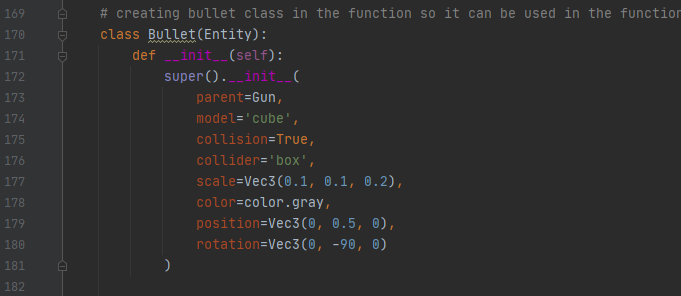 169 # creating bullet class in the function so it can be used in the function
170 class Bullet(Entity):
171 def __init__(self):
172 super().__init__(
173 parent=Gun,
174 model='cube',
175 collision=True,
176 collider='box',
177 scale=Vec3(0.1, 0.1, 0.2),
178 color=color.gray,
179 position=Vec3(0, 0.5, 0),
180 rotation=Vec3(0, -90, 0)
181 )
182